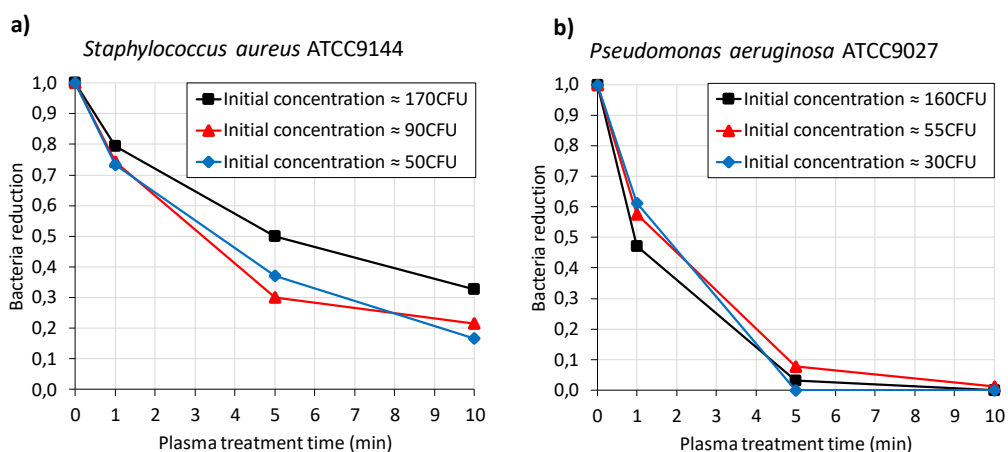 a)
Staphylococcus aureus ATCC9144
1,0
0,9
0,8
0,7
0,6
0,5
0,4
0,3
0,2
0,1
0,0
Bacteria reduction
Initial concentration ≈ 170CFU
Initial concentration ≈ 90CFU
Initial concentration ≈ 50CFU
0 1 2 3 4 5 6 7 8 9 10
Plasma treatment time (min)
b)
Pseudomonas aeruginosa ATCC9027
1,0
0,9
0,8
0,7
0,6
0,5
0,4
0,3
0,2
0,1
0,0
Bacteria reduction
Initial concentration ≈ 160CFU
Initial concentration ≈ 55CFU
Initial concentration ≈ 30CFU
0 1 2 3 4 5 6 7 8 9 10
Plasma treatment time (min)